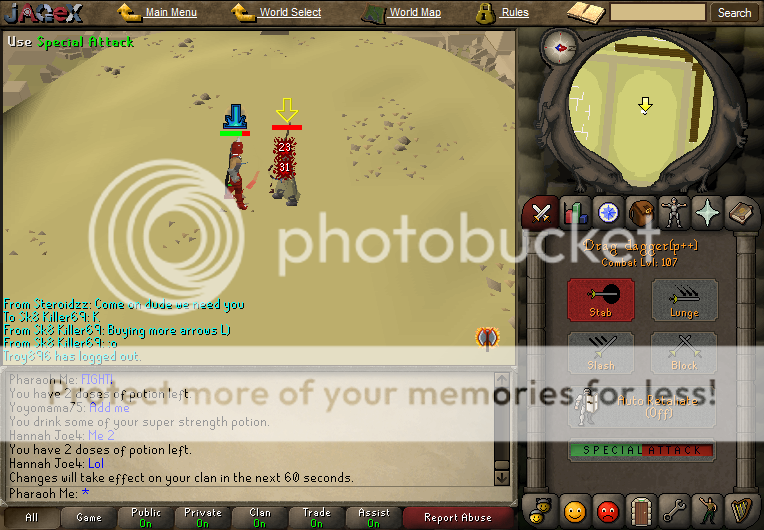 JAGeX
Main Menu
World Select
World Map
Rules
Search
Use Special Attack
23
31
From Steroidzz: Come on dude we need you
To Sk8 Killer69: K
From Sk8 Killer69: Buying more arrows lJ
From Sk8 Killer69: :o
Troy896 has logged out.
photobucket
Protect more of your memories for less!
Pharaoh Me: FIGHT!
You have 2 doses of potion left.
Yoyomama75: Add me
You drink some of your super strength potion.
Hannah Joe4: Me 2
You have 2 doses of potion left.
Hannah Joe4: Lol
Changes will take effect on your clan in the next 60 seconds.
Pharaoh Me: *
All
Game
Public
On
Private
On
Clan
On
Trade
On
Assist
On
Report Abuse
Drag dagger(p++)
Combat Lvl: 107
Stab
Lunge
Slash
Block
Auto Retaliate
(Off)
SPECIAL ATTACK